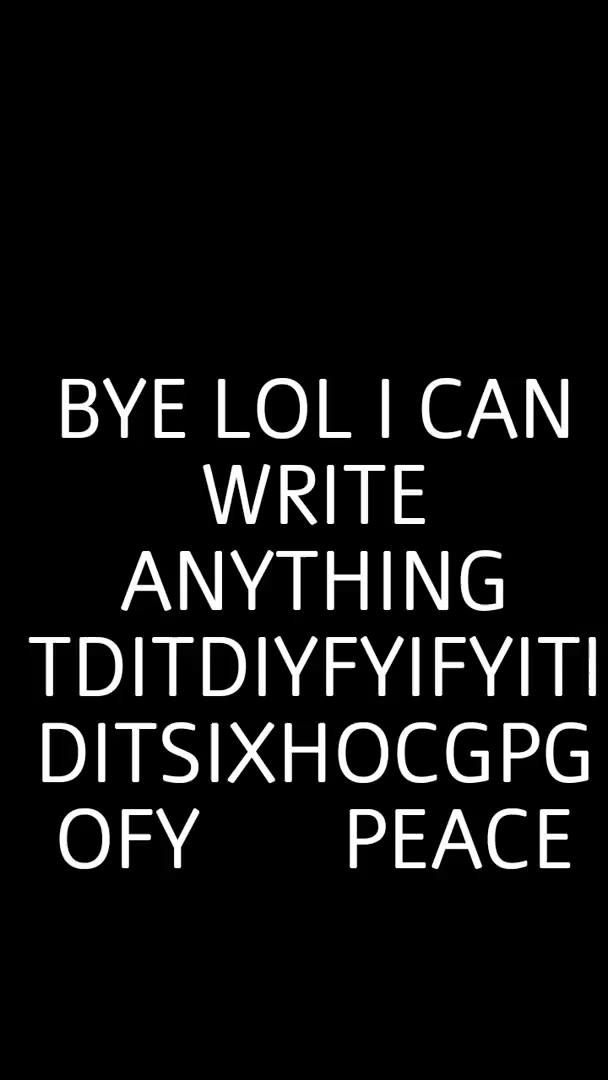 BYE LOL I CAN
WRITE
ANYTHING
TDITDIYFYIFYITI
DITSIXHOCGPG
OFY PEACE